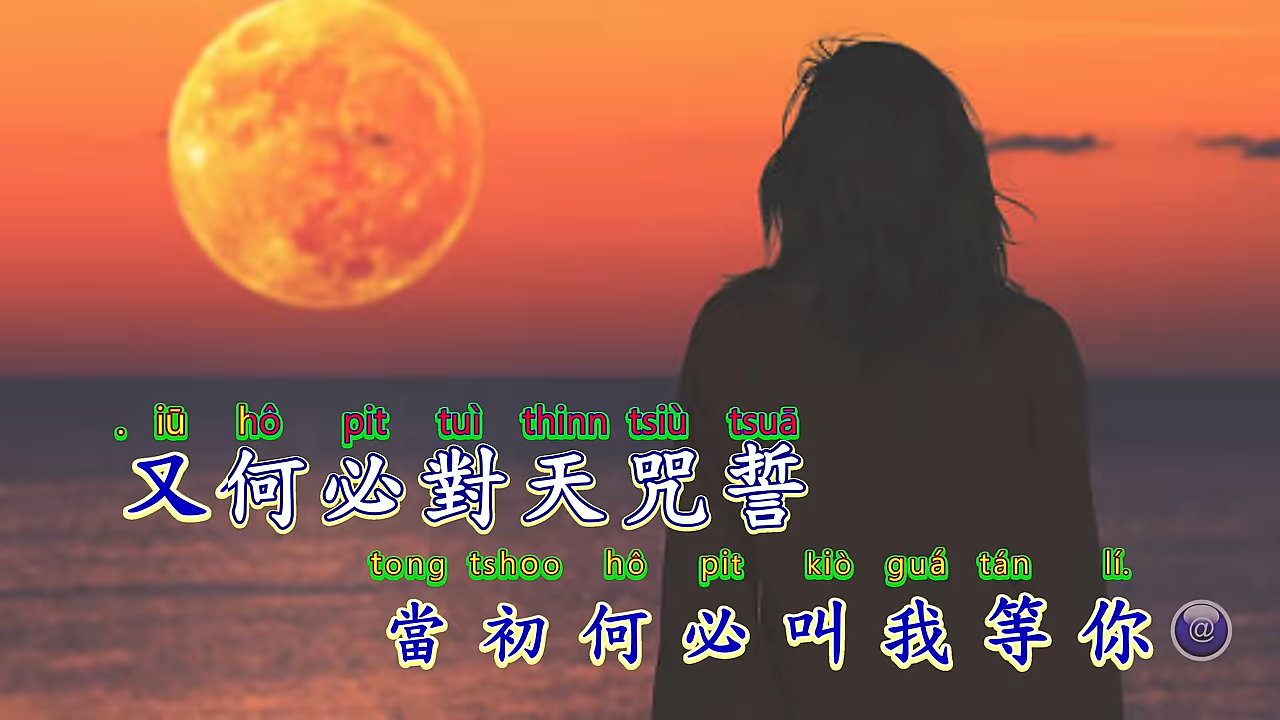 . iū hô pit tuì thinn tsiù tsuā
又何必對天咒誓
tong tshoo hô pit kiò guá tán lí.
當初何必叫我等你
@